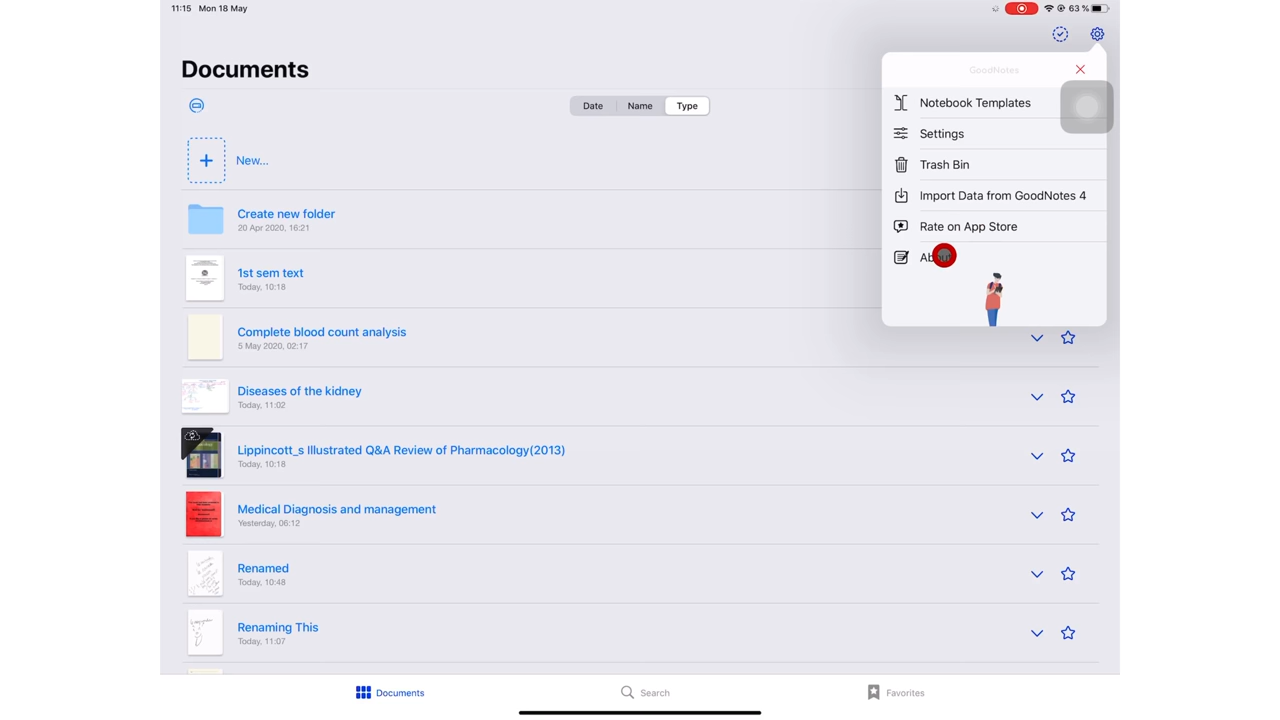 11:15 Mon 18 May
63 %
GoodNotes
Documents
Notebook Templates
Date Name Type
Settings
New...
Trash Bin
Import Data from GoodNotes 4
Create new folder
20 Apr 2020, 16:21
Rate on App Store
About
1st sem text
Today, 10:18
Complete blood count analysis
5 May 2020, 02:17
Diseases of the kidney
Today, 11:02
Lippincott_s Illustrated Q&A Review of Pharmacology(2013)
Today, 10:18
Medical Diagnosis and management
Yesterday, 06:12
Renamed
Today, 10:48
Renaming This
Today, 11:07
Documents Search Favorites